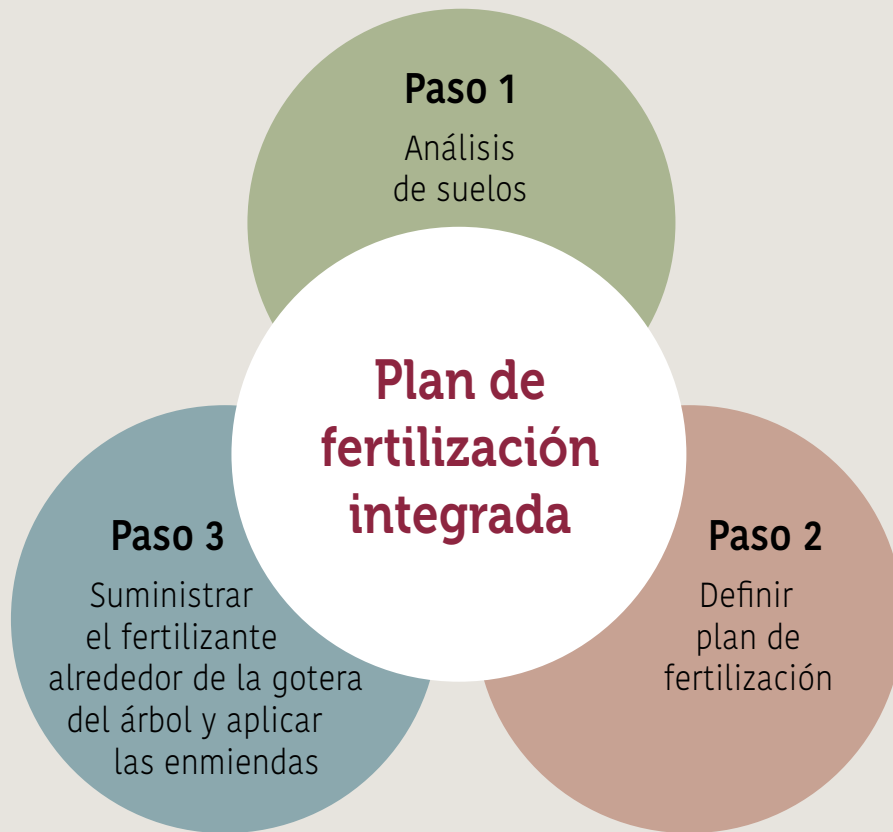 Paso 1
Análisis
de suelos
Plan de
fertilización
integrada
Paso 2
Definir
plan de
fertilización
Paso 3
Suministrar
el fertilizante
alrededor de la gotera
del árbol y aplicar
las enmiendas